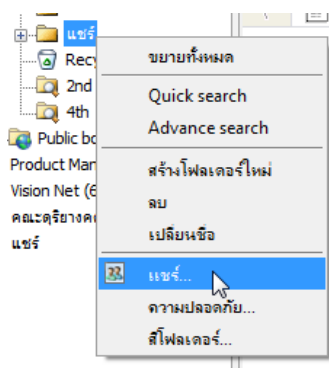 แชร์
Recy
2nd
4th
Public bo
Product Man
Vision Net (6
คณะดุริยางค
แชร์
ขยายทั้งหมด
Quick search
Advance search
สร้างโฟลเดอร์ใหม่
ลบ
เปลี่ยนชื่อ
แชร์...
ความปลอดภัย...
สีโฟลเดอร์...